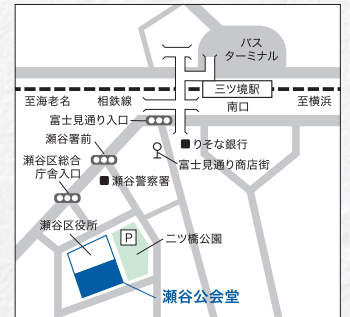 バス
ターミナル
三ツ境駅
至海老名
相鉄線
南口
至横浜
富士見通り入口
瀬谷署前
りそな銀行
富士見通り商店街
瀬谷区総合
庁舎入口
瀬谷警察署
瀬谷区役所
P
二ツ橋公園
瀬谷公会堂